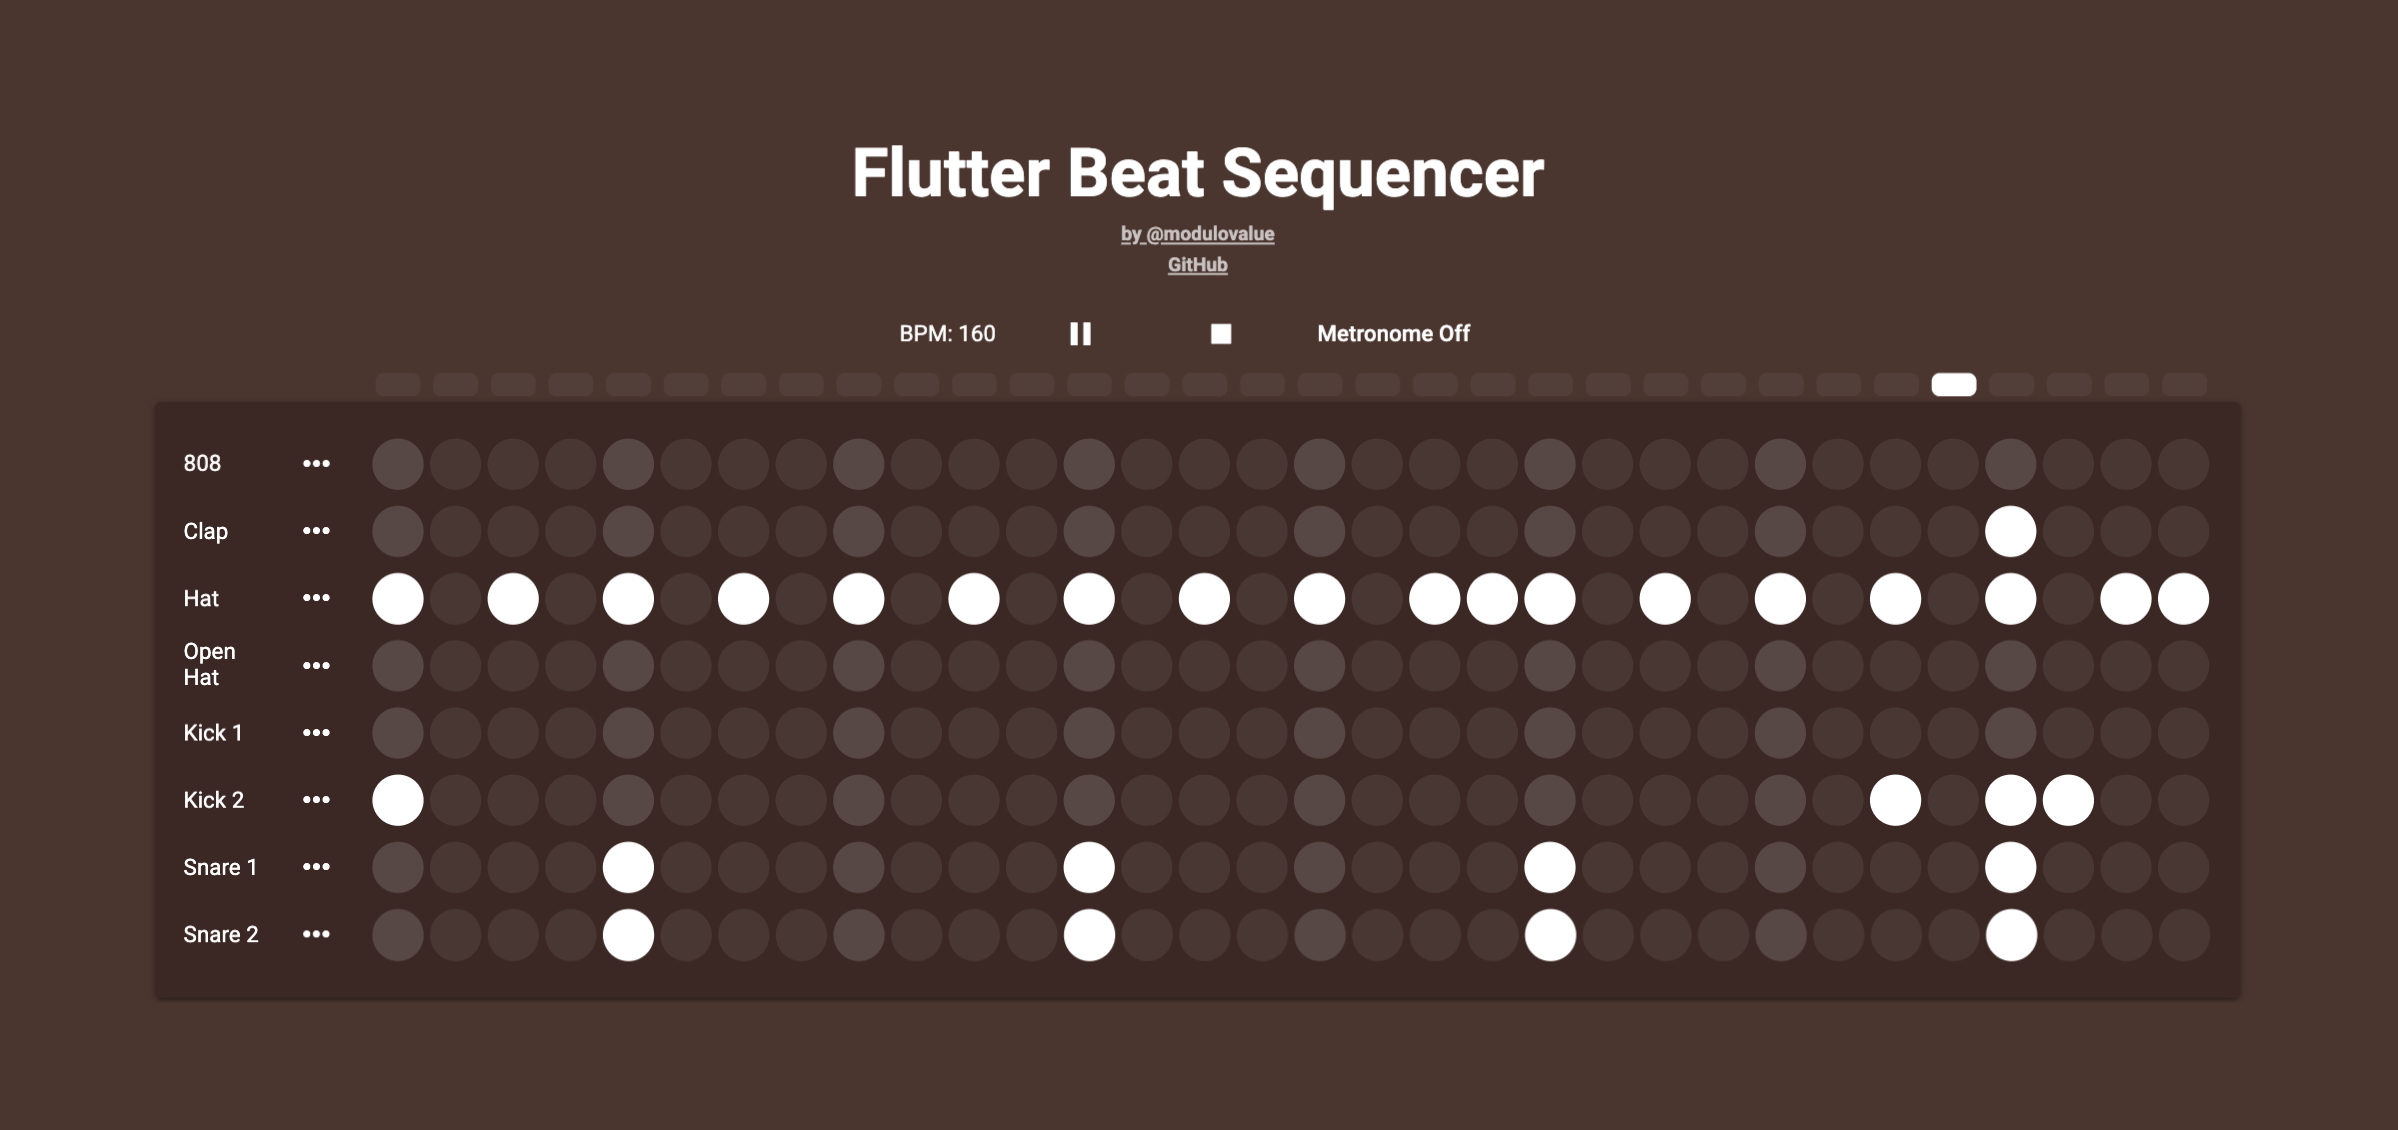 Flutter Beat Sequencer
by @modulovalue
GitHub
BPM: 160 Metronome Off
808
Clap
Hat
Open
Hat
Kick 1
Kick 2
Snare 1
Snare 2